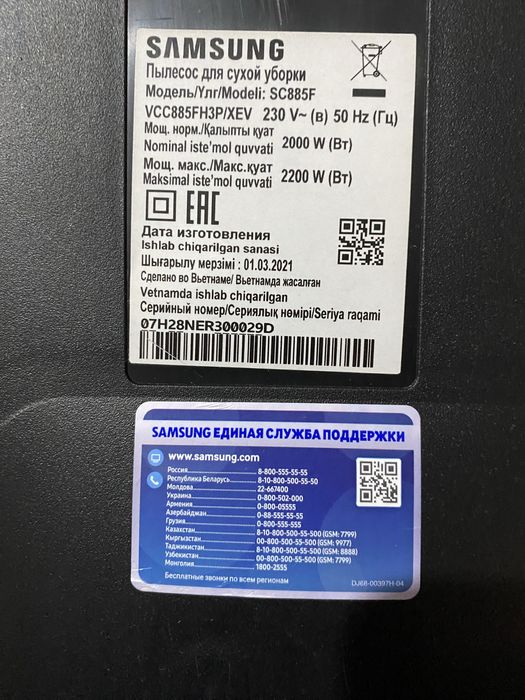 SAMSUNG
Пылесос для сухой уборки
Модель/Үлгі/Modeli: SC885F
VCC885FH3P/XEV 230 V~ (в) 50 Hz (Гц)
Мощ. норм./Қалыпты қуат
Nominal iste'mol quvvati 2000 W (Вт)
Мощ. макс./Макс.қуат
Maksimal iste'mol quvvati 2200 W (Вт)
EAC
Дата изготовления
Ishlab chiqarilgan sanasi
Шығарылу мерзімі : 01.03.2021
Сделано во Вьетнаме/ Вьетнамда жасалған
Vetnamda ishlab chiqarilgan
Серийный номер/Сериялық нөмірі/Seriya raqami
07H28NER300029D
SAMSUNG ЕДИНАЯ СЛУЖБА ПОДДЕРЖКИ
www.samsung.com
Россия 8-800-555-55-55
Республика Беларусь 8-10-800-500-55-50
Молдова 22-667400
Украина 0-800-502-000
Армения 0-800-05555
Азербайджан 0-88-555-55-55
Грузия 0-800-555-555
Казахстан 8-10-800-500-55-500 (GSM: 7799)
Кыргызстан 00-800-500-55-500 (GSM: 9977)
Таджикистан 8-10-800-500-55-500 (GSM: 8888)
Узбекистан 00-800-500-55-500 (GSM: 7799)
Монголия 1800-2555
Бесплатные звонки по всем регионам
DJ68-00397H-04